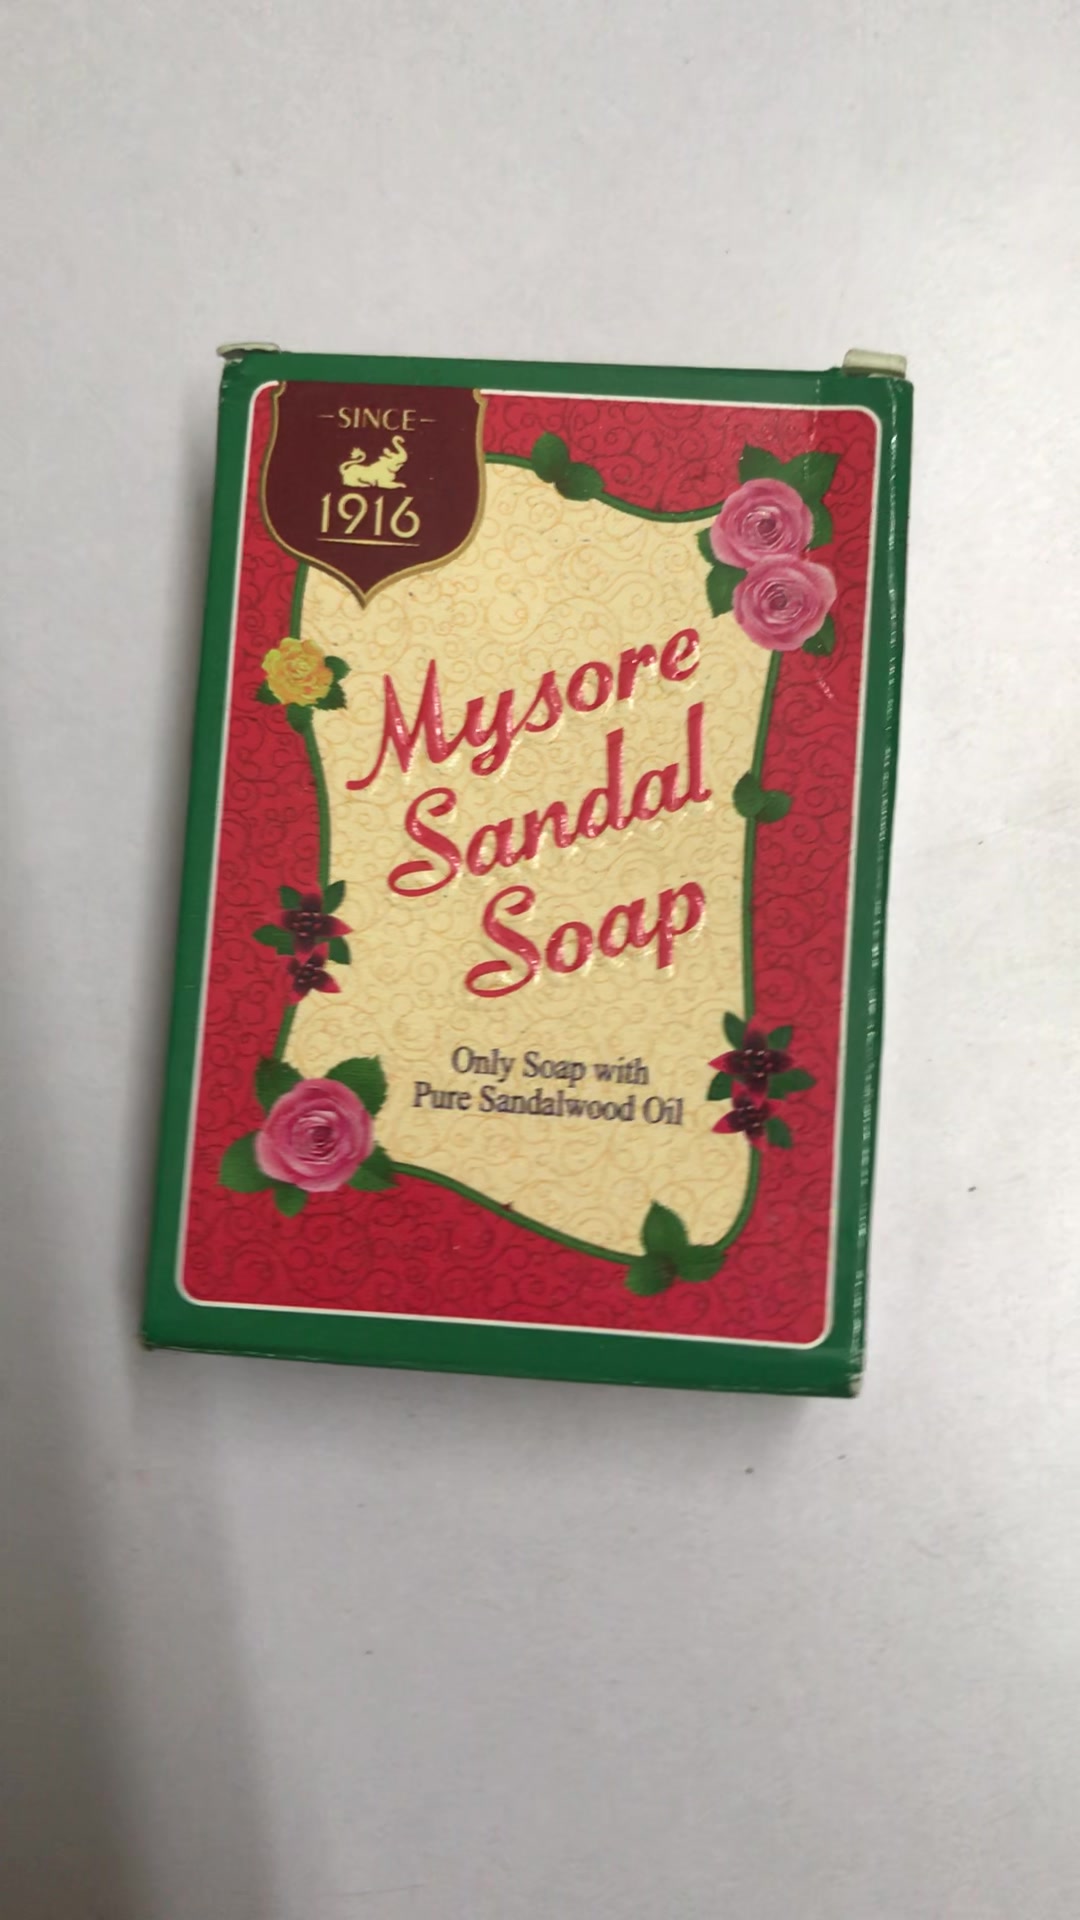 -SINCE-
1916
Mysore
Sandal
Soap
Only Soap with
Pure Sandalwood Oil